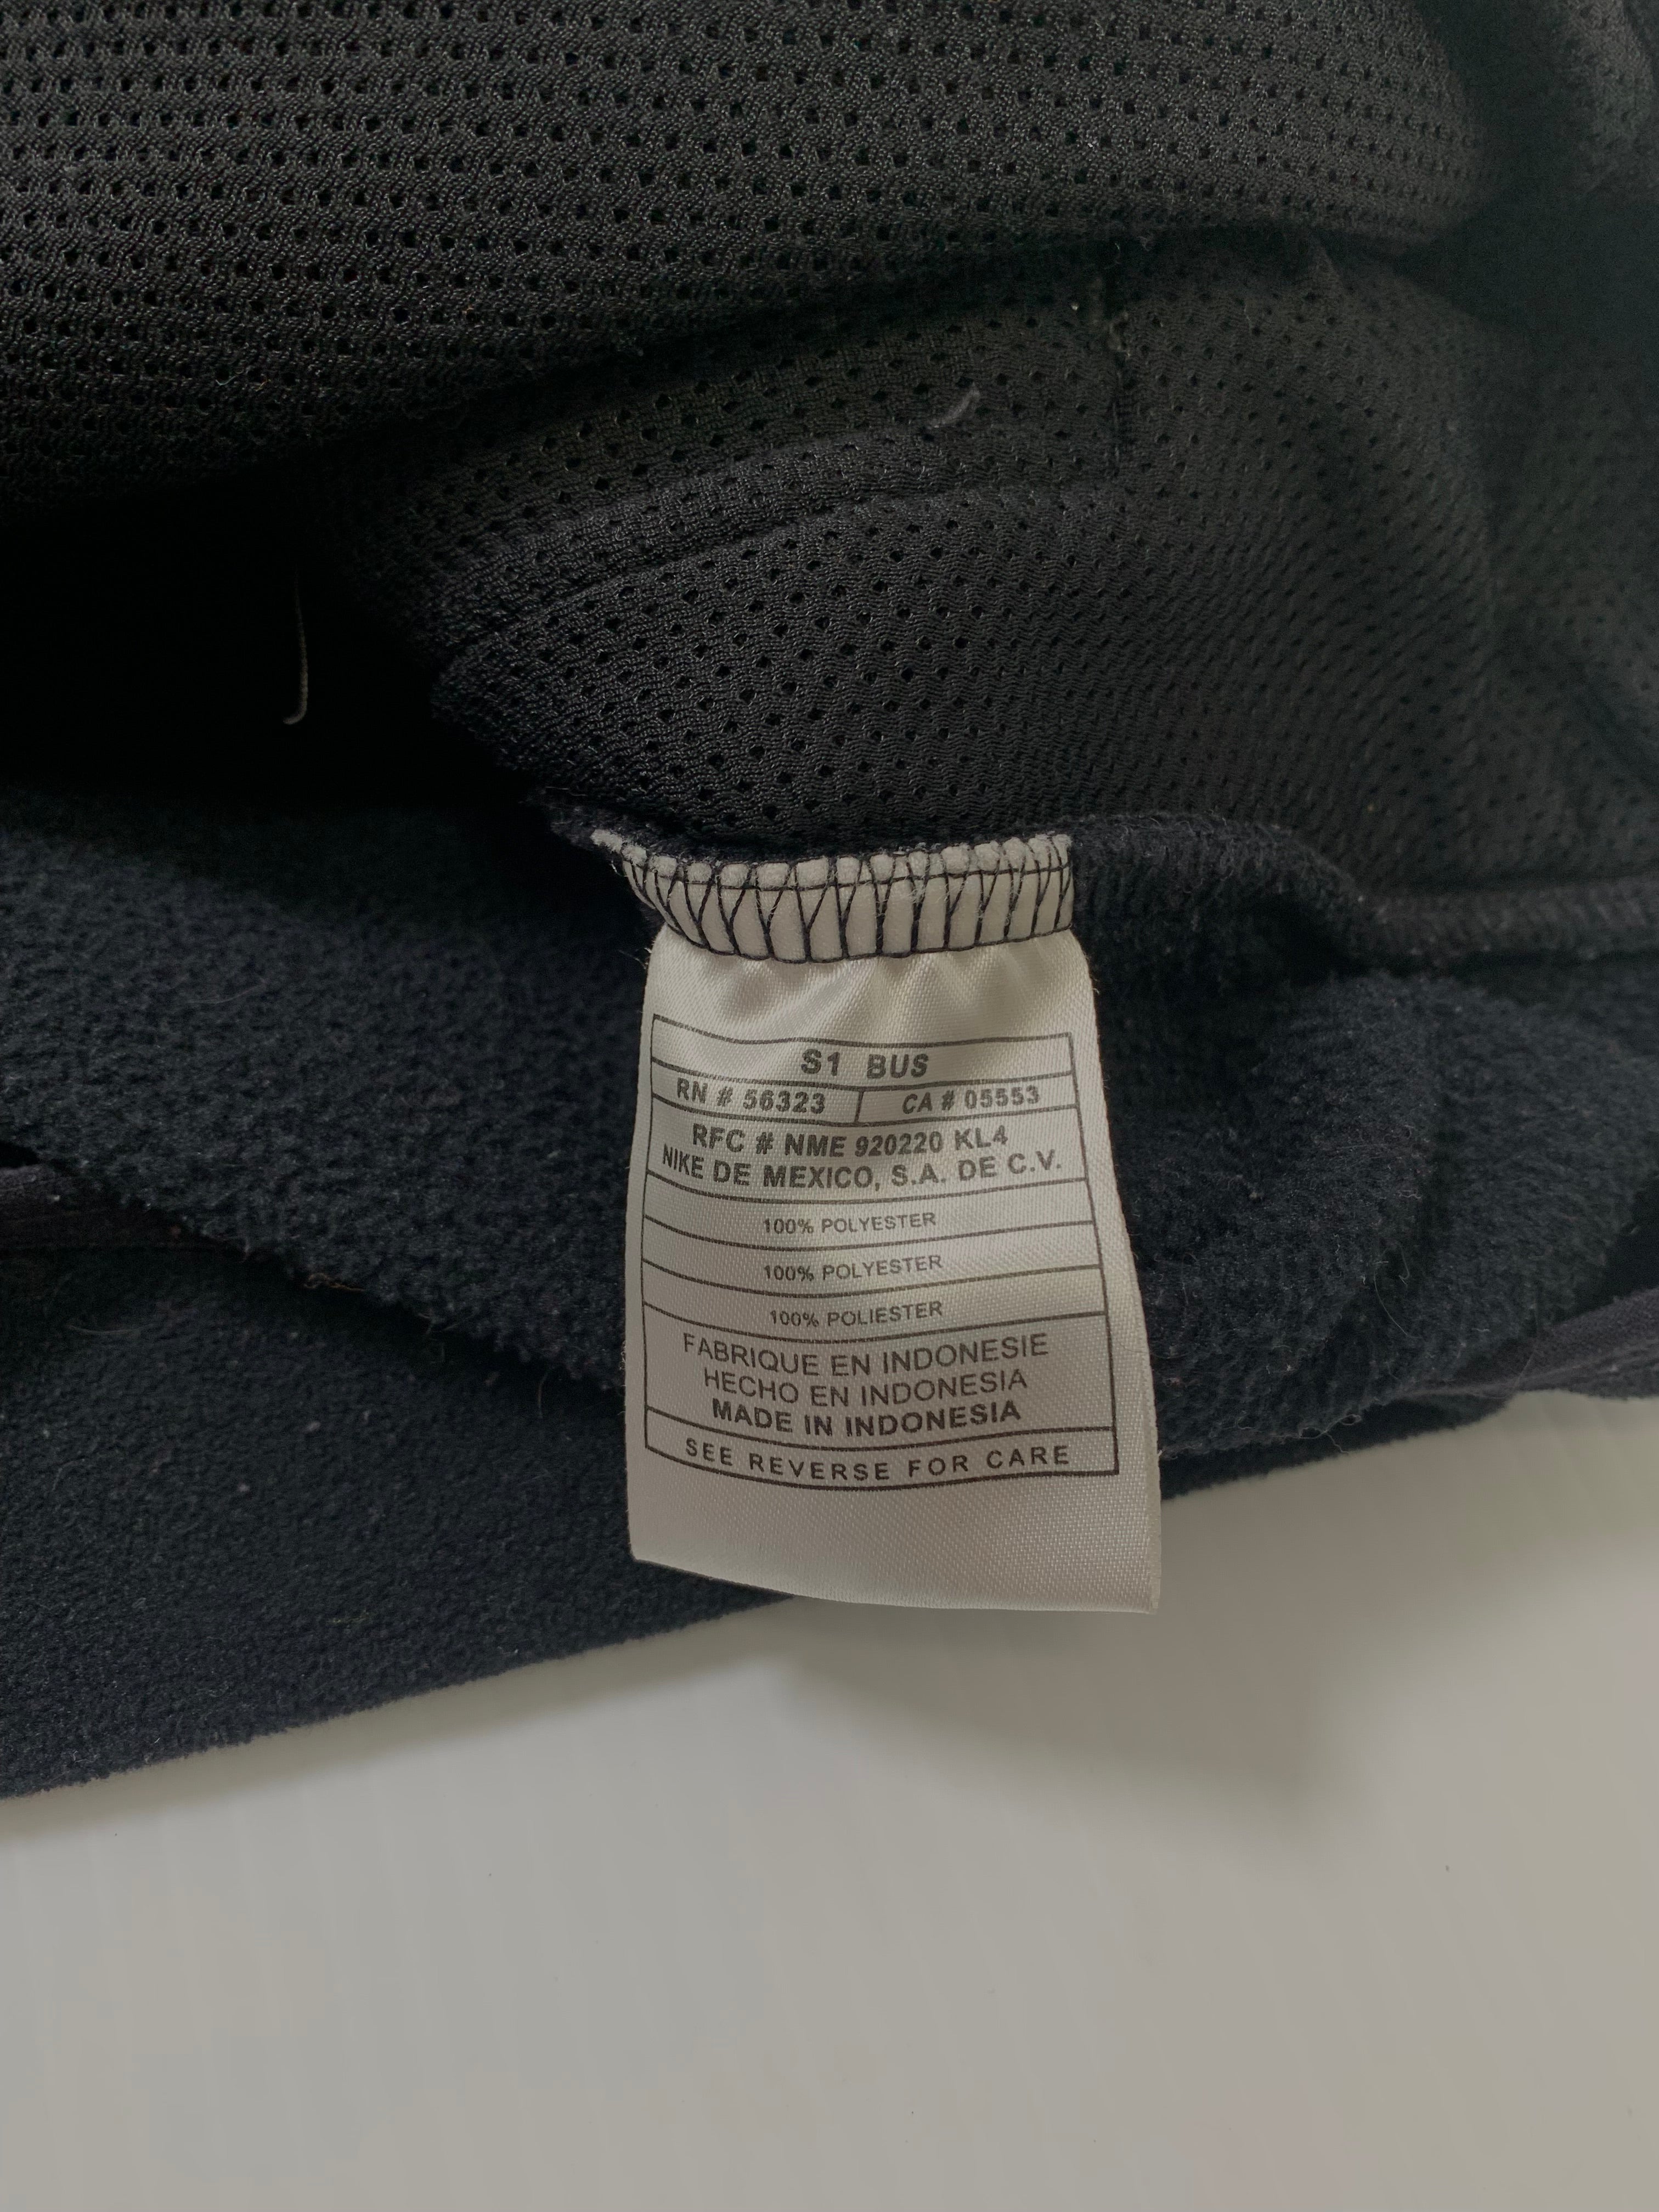 S1 BUS
RN # 56323 CA # 05553
RFC # NME 920220 KL4
NIKE DE MEXICO, S.A. DE C.V.
100% POLYESTER
100% POLYESTER
100% POLIESTER
FABRIQUE EN INDONESIE
HECHO EN INDONESIA
MADE IN INDONESIA
SEE REVERSE FOR CARE